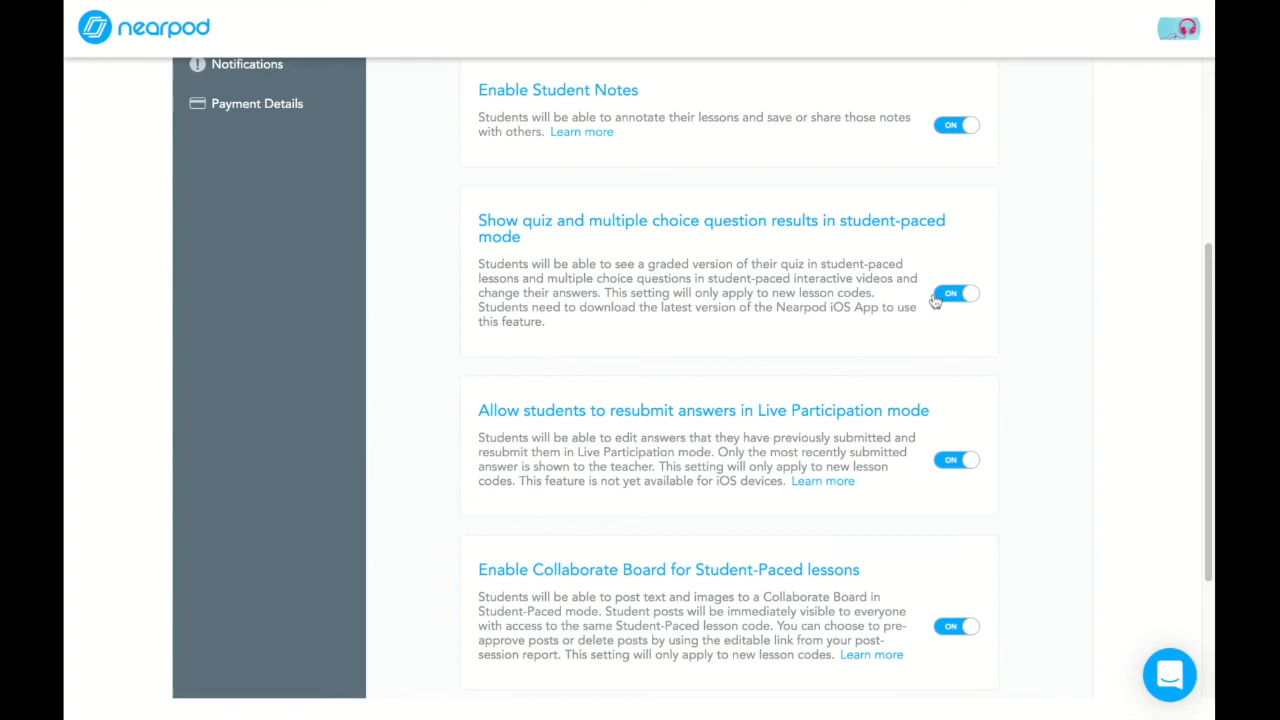 nearpod
Notifications
Payment Details
Enable Student Notes
Students will be able to annotate their lessons and save or share those notes
with others. Learn more
ON
Show quiz and multiple choice question results in student-paced
mode
Students will be able to see a graded version of their quiz in student-paced
lessons and multiple choice questions in student-paced interactive videos and
change their answers. This setting will only apply to new lesson codes.
Students need to download the latest version of the Nearpod iOS App to use
this feature.
ON
Allow students to resubmit answers in Live Participation mode
Students will be able to edit answers that they have previously submitted and
resubmit them in Live Participation mode. Only the most recently submitted
answer is shown to the teacher. This setting will only apply to new lesson
codes. This feature is not yet available for iOS devices. Learn more
ON
Enable Collaborate Board for Student-Paced lessons
Students will be able to post text and images to a Collaborate Board in
Student-Paced mode. Student posts will be immediately visible to everyone
with access to the same Student-Paced lesson code. You can choose to pre-
approve posts or delete posts by using the editable link from your post-
session report. This setting will only apply to new lesson codes. Learn more
ON